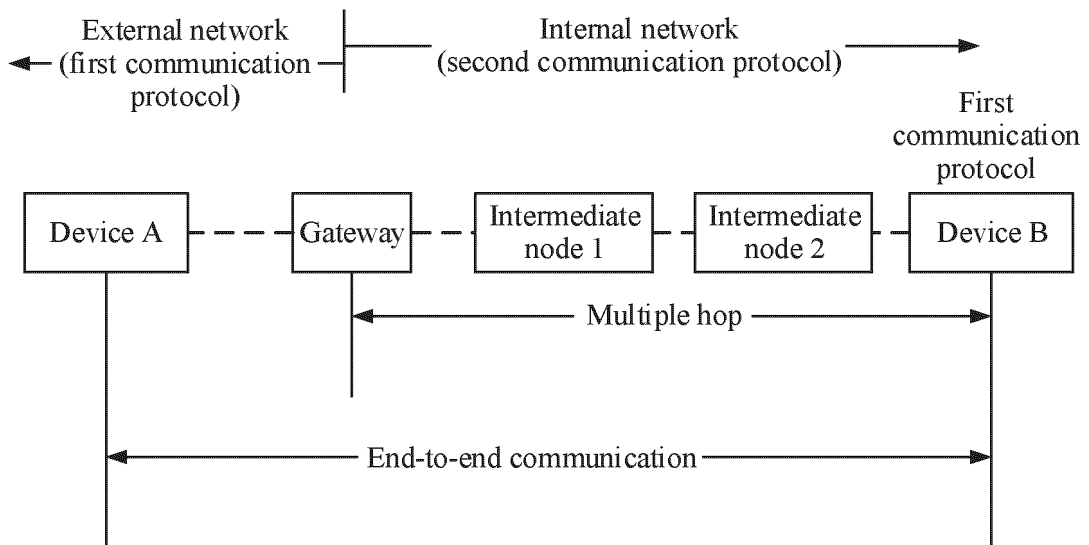 External network
(first communication
protocol)
Internal network
(second communication protocol)
First
communication
protocol
Device A
Gateway
Intermediate
node 1
Intermediate
node 2
Device B
Multiple hop
End-to-end communication